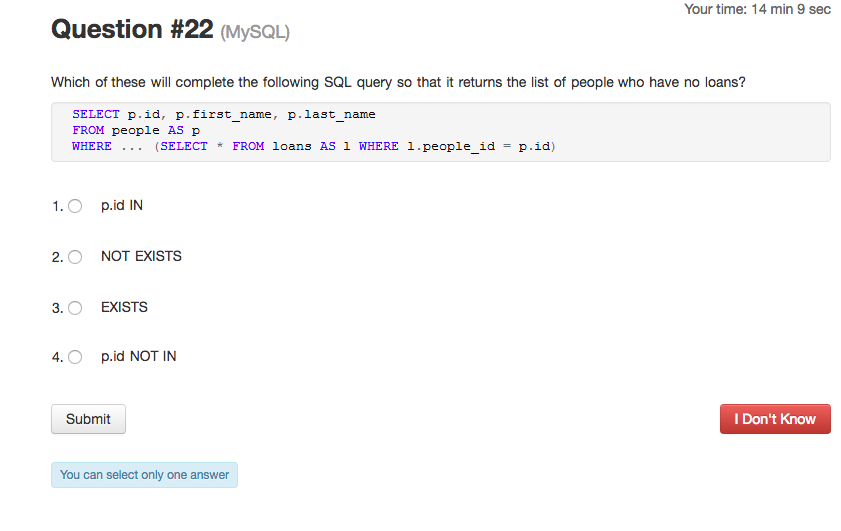 Your time: 14 min 9 sec
Question #22 (MySQL)
Which of these will complete the following SQL query so that it returns the list of people who have no loans?
SELECT p.id, p.first_name, p.last_name
FROM people AS p
WHERE ... (SELECT * FROM loans AS l WHERE l.people_id = p.id)
1. p.id IN
2. NOT EXISTS
3. EXISTS
4. p.id NOT IN
Submit I Don't Know
You can select only one answer